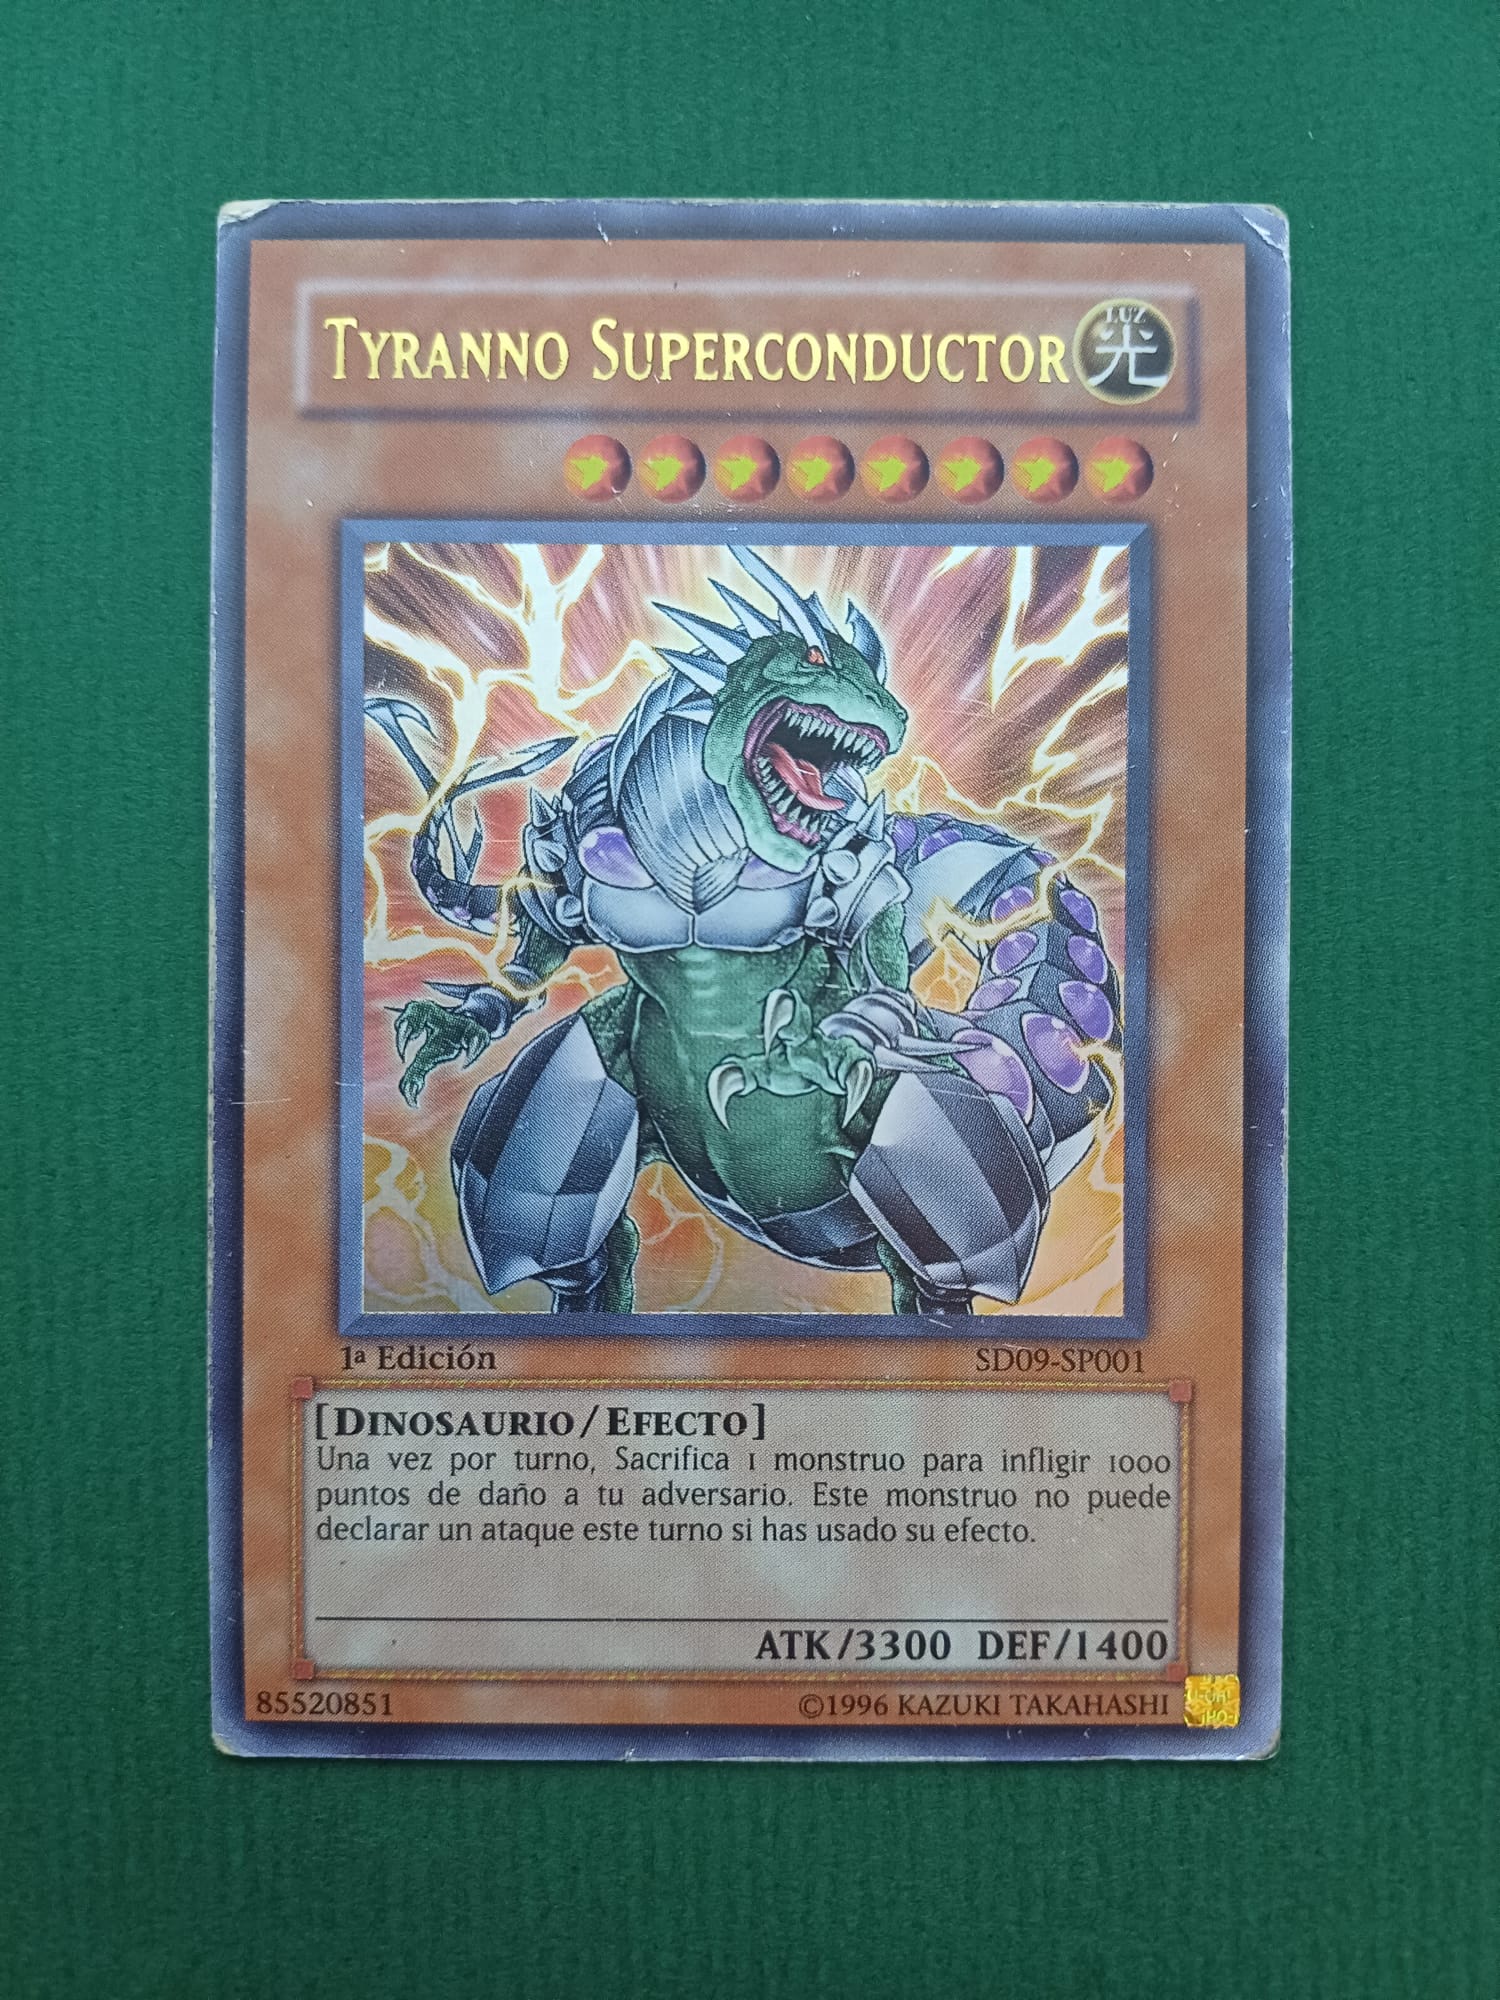 TYRANNO SUPERCONDUCTOR
LUZ
光
1ª Edición
SD09-SP001
[DINOSAURIO/EFECTO]
Una vez por turno, Sacrifica 1 monstruo para infligir 1000
puntos de daño a tu adversario. Este monstruo no puede
declarar un ataque este turno si has usado su efecto.
ATK/3300 DEF/1400
85520851
©1996 KAZUKI TAKAHASHI